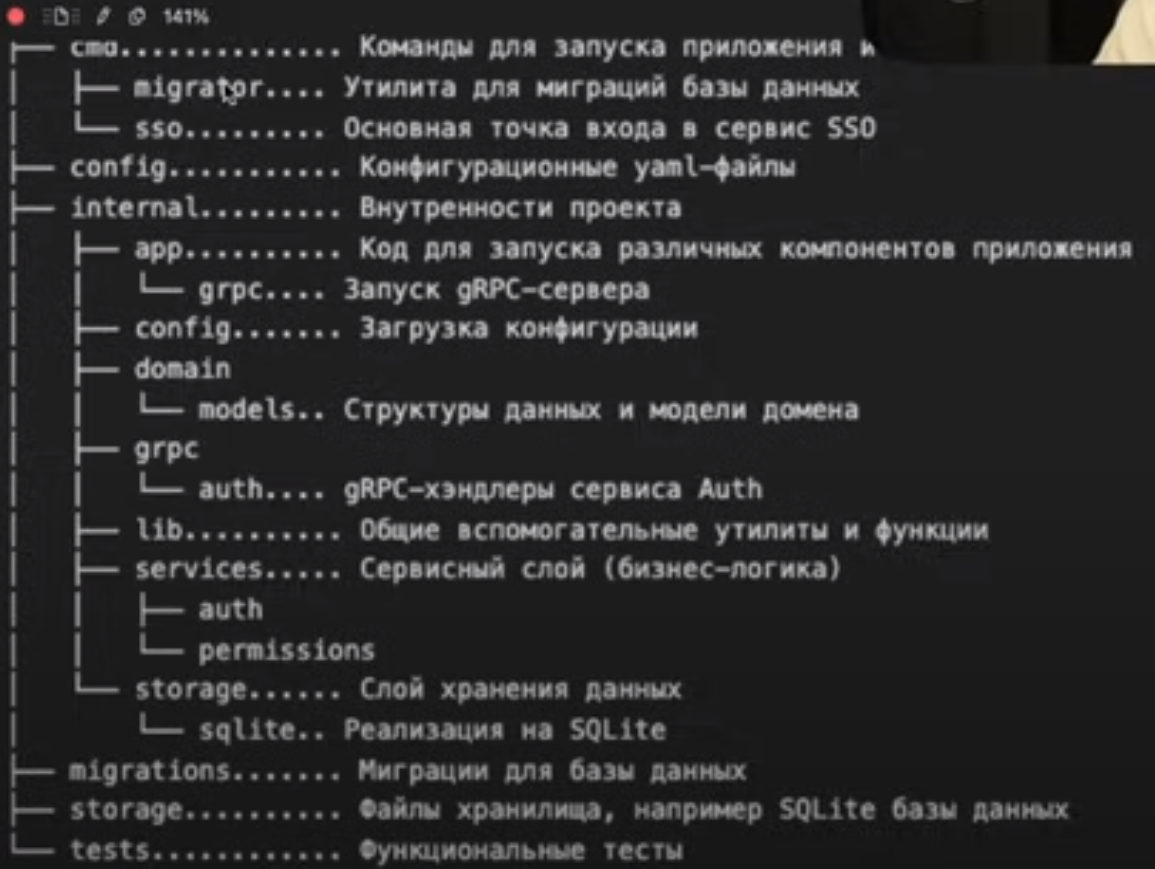 141%
├── cmd.............. Команды для запуска приложения и
│   ├── migrator.... Утилита для миграций базы данных
│   └── sso......... Основная точка входа в сервис SSO
├── config........... Конфигурационные yaml-файлы
├── internal......... Внутренности проекта
│   ├── app.......... Код для запуска различных компонентов приложения
│   │   └── grpc.... Запуск gRPC-сервера
│   ├── config....... Загрузка конфигурации
│   ├── domain
│   │   └── models.. Структуры данных и модели домена
│   ├── grpc
│   │   └── auth.... gRPC-хэндлеры сервиса Auth
│   ├── lib.......... Общие вспомогательные утилиты и функции
│   ├── services..... Сервисный слой (бизнес-логика)
│   │   ├── auth
│   │   └── permissions
│   └── storage...... Слой хранения данных
│       └── sqlite.. Реализация на SQLite
├── migrations....... Миграции для базы данных
├── storage.......... Файлы хранилища, например SQLite базы данных
└── tests............ Функциональные тесты